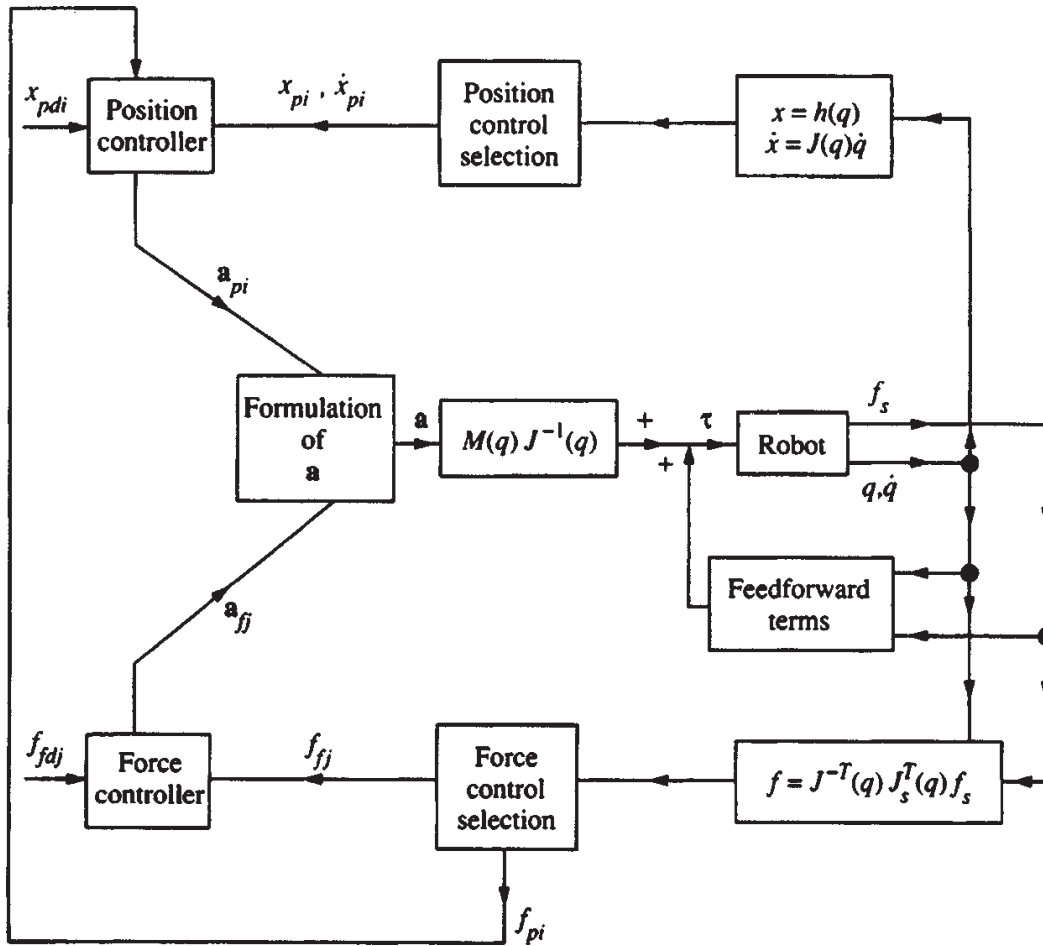 x_pdi
Position
controller
x_pi , ẋ_pi
Position
control
selection
x = h(q)
ẋ = J(q)q̇
a_pi
Formulation
of
a
a
M(q) J⁻¹(q)
+
+
τ
Robot
f_s
q,q̇
Feedforward
terms
a_fj
f_fdj
Force
controller
f_fj
Force
control
selection
f = J⁻ᵀ(q) J_sᵀ(q) f_s
f_pi